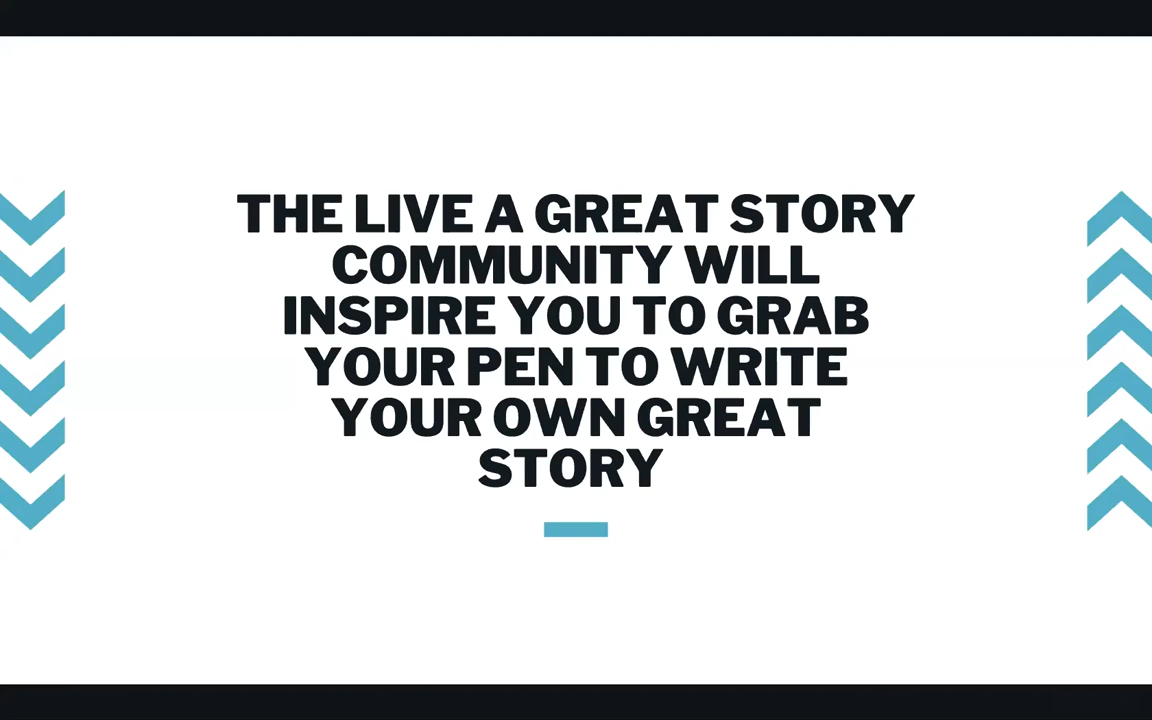 THE LIVE A GREAT STORY
COMMUNITY WILL
INSPIRE YOU TO GRAB
YOUR PEN TO WRITE
YOUR OWN GREAT
STORY